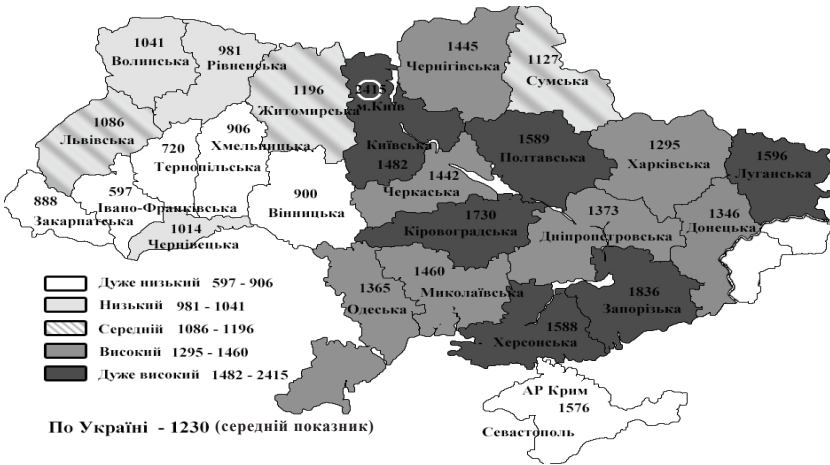 1041
Волинська
981
Рівненська
1196
Житомирська
2415
м.Київ
1445
Чернігівська
1127
Сумська
1086
Львівська
720
Тернопільська
906
Хмельницька
Київська
1482
1589
Полтавська
1295
Харківська
1596
Луганська
888
Закарпатська
597
Івано-Франківська
900
Вінницька
1442
Черкаська
1014
Чернівецька
1730
Кіровоградська
1373
Дніпропетровська
1346
Донецька
1365
Одеська
1460
Миколаївська
1836
Запорізька
1588
Херсонська
АР Крим
1576
Севастополь
Дуже низький 597 - 906
Низький 981 - 1041
Середній 1086 - 1196
Високий 1295 - 1460
Дуже високий 1482 - 2415
По Україні - 1230 (середній показник)